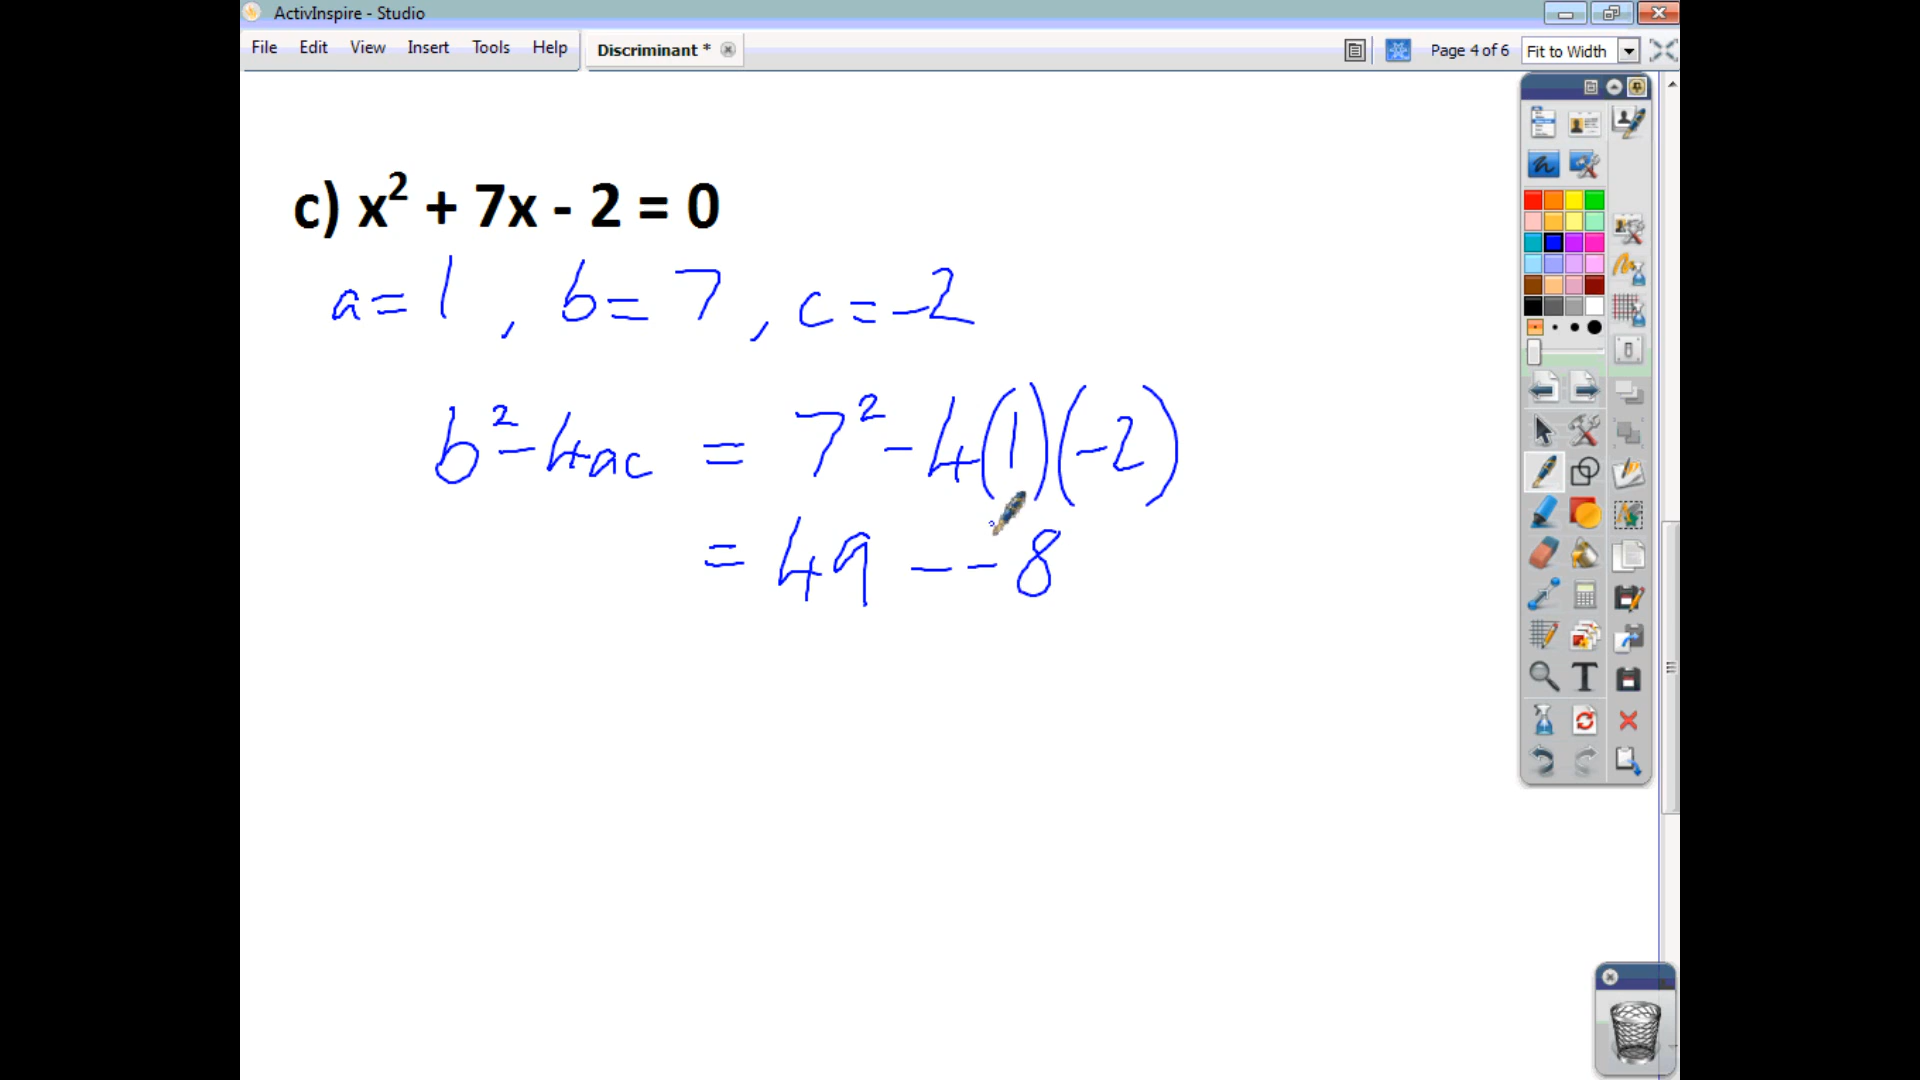 ActivInspire - Studio
File Edit View Insert Tools Help Discriminant * Page 4 of 6 Fit to Width
c) x² + 7x - 2 = 0
a = 1 , b = 7 , c = -2
b² - 4ac = 7² - 4(1)(-2)
= 49 - - 8